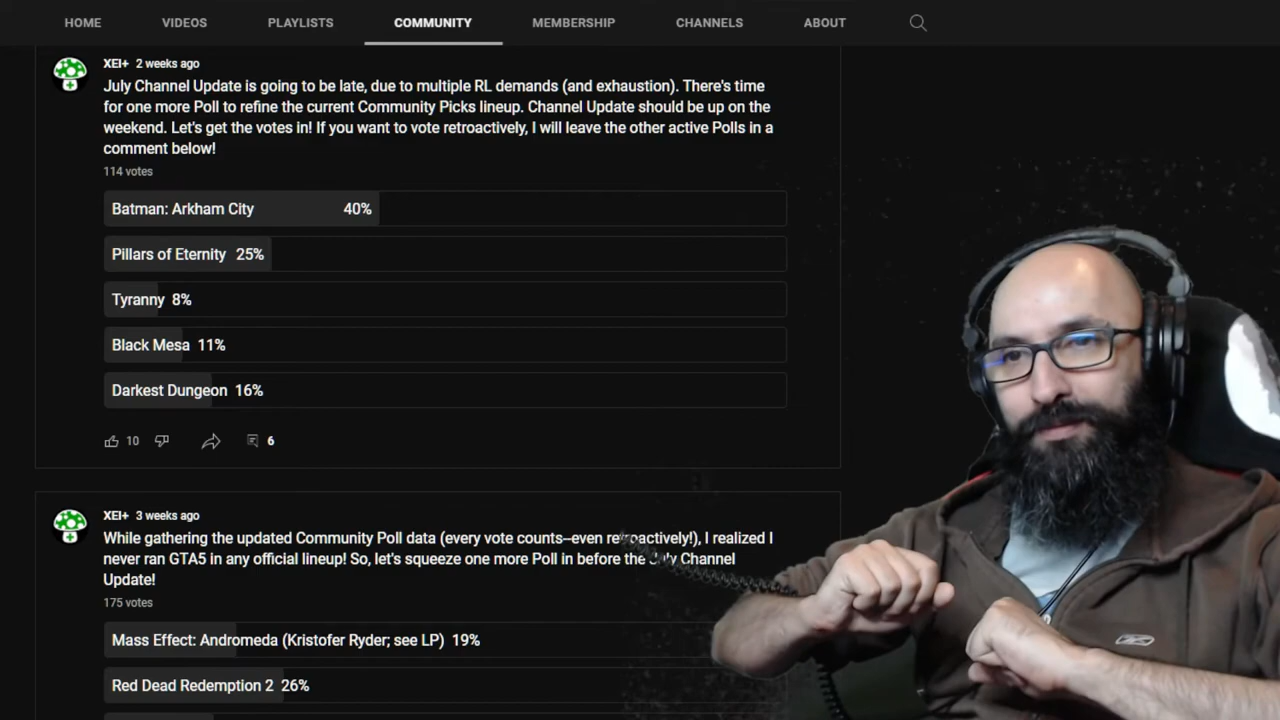 HOME VIDEOS PLAYLISTS COMMUNITY MEMBERSHIP CHANNELS ABOUT
XEI+ 2 weeks ago
July Channel Update is going to be late, due to multiple RL demands (and exhaustion). There's time
for one more Poll to refine the current Community Picks lineup. Channel Update should be up on the
weekend. Let's get the votes in! If you want to vote retroactively, I will leave the other active Polls in a
comment below!
114 votes
Batman: Arkham City 40%
Pillars of Eternity 25%
Tyranny 8%
Black Mesa 11%
Darkest Dungeon 16%
10 6
XEI+ 3 weeks ago
While gathering the updated Community Poll data (every vote counts–even retroactively!), I realized I
never ran GTA5 in any official lineup! So, let's squeeze one more Poll in before the July Channel
Update!
175 votes
Mass Effect: Andromeda (Kristofer Ryder; see LP) 19%
Red Dead Redemption 2 26%